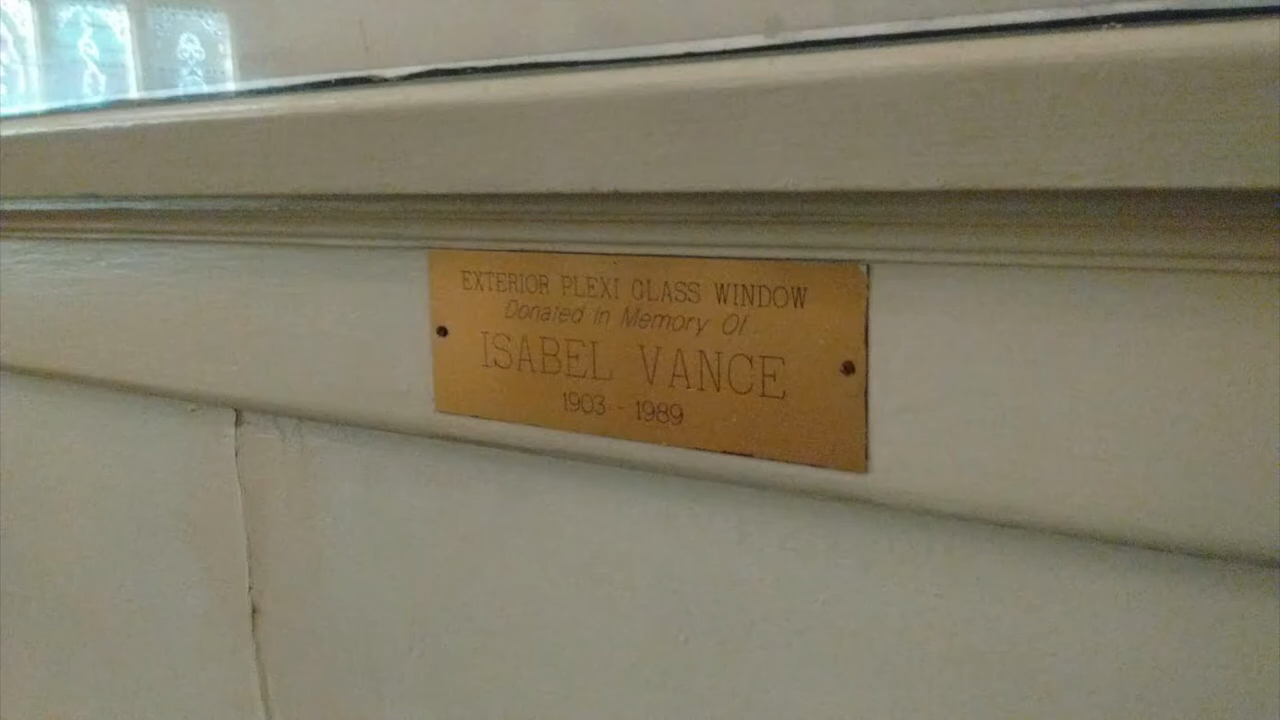 EXTERIOR PLEXI GLASS WINDOW
Donated In Memory Of
ISABEL VANCE
1903 - 1989